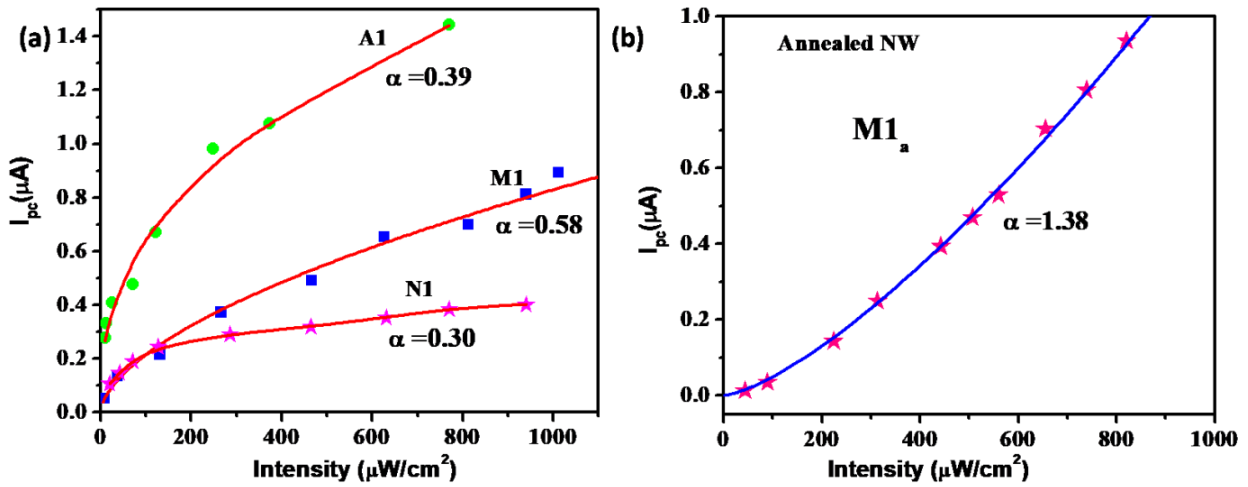 (a)
A1
α =0.39
M1
α =0.58
N1
α =0.30
I_pc(μA)
0.0
0.2
0.4
0.6
0.8
1.0
1.2
1.4
0 200 400 600 800 1000
Intensity (μW/cm²)
(b)
Annealed NW
M1_a
α =1.38
I_pc(μA)
1.0
0.8
0.6
0.4
0.2
0.0
0 200 400 600 800 1000
Intensity (μW/cm²)